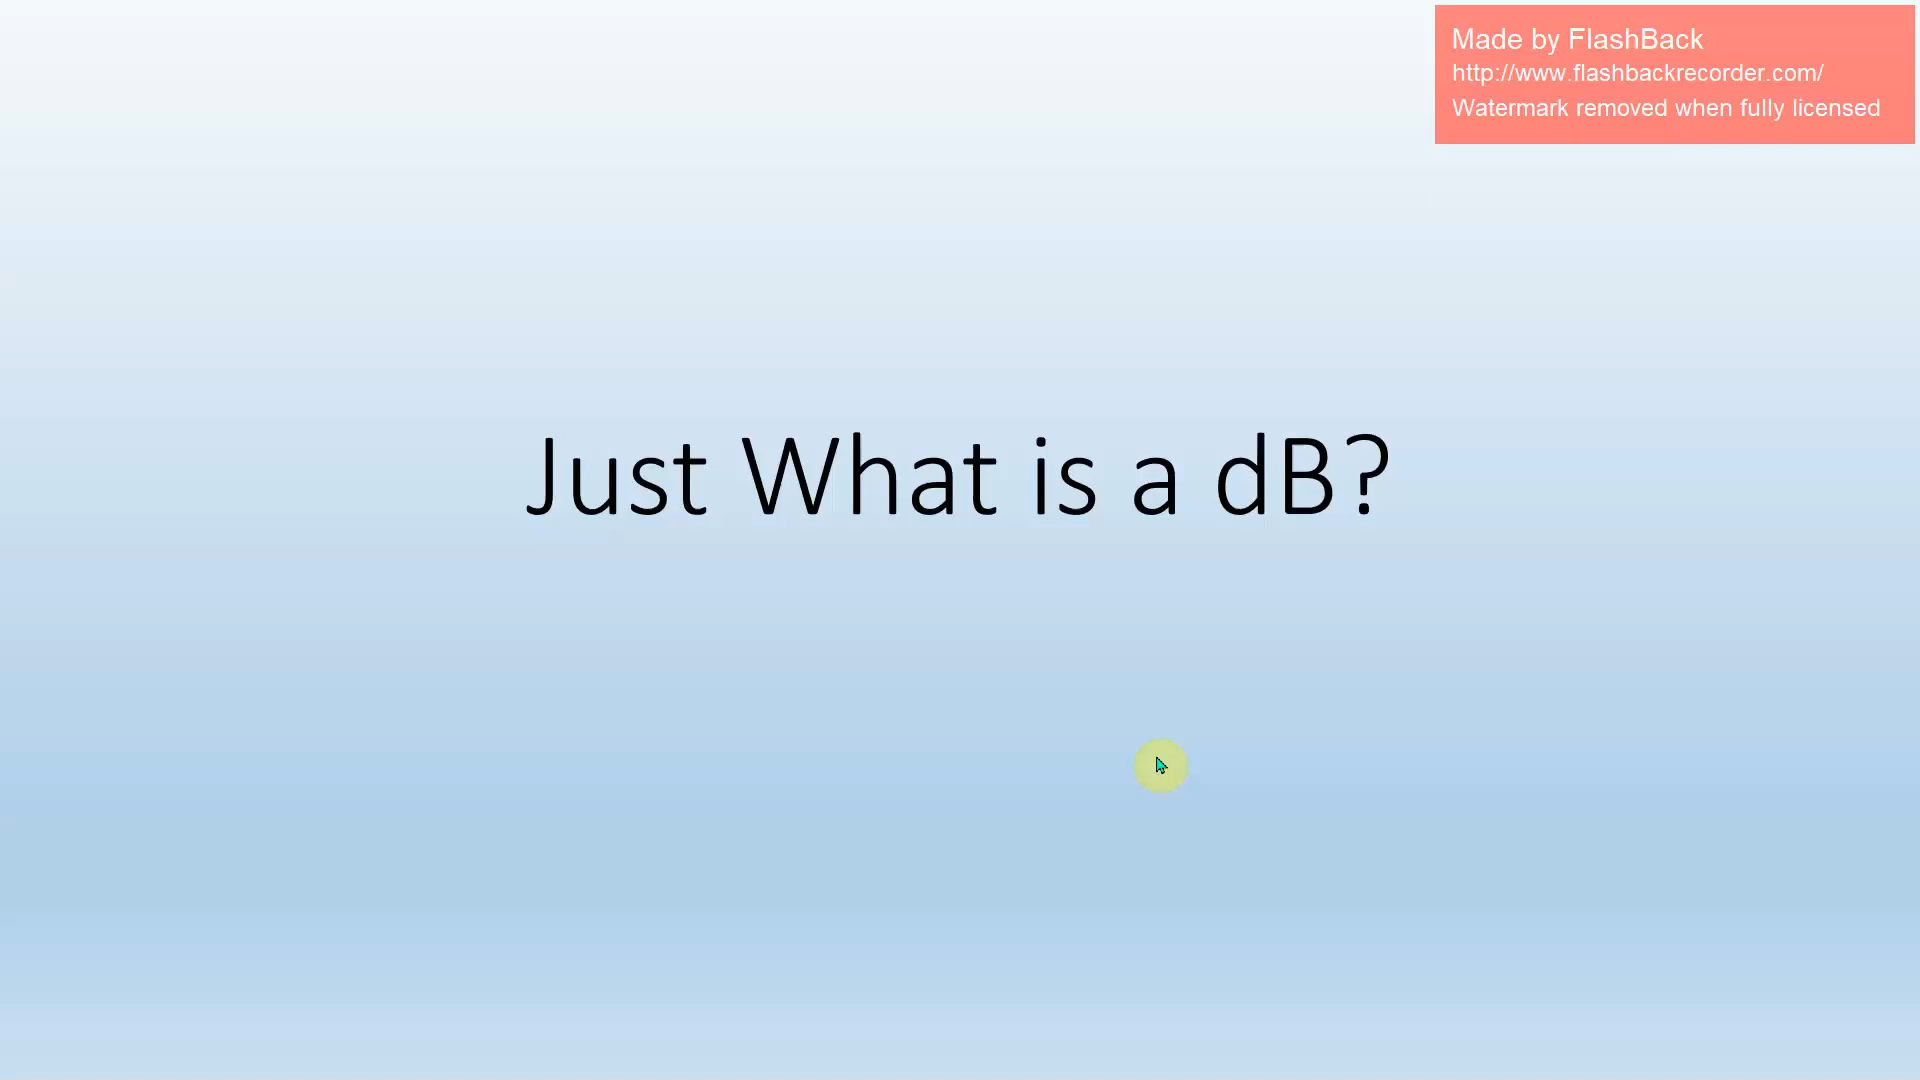 Made by FlashBack
http://www.flashbackrecorder.com/
Watermark removed when fully licensed
Just What is a dB?